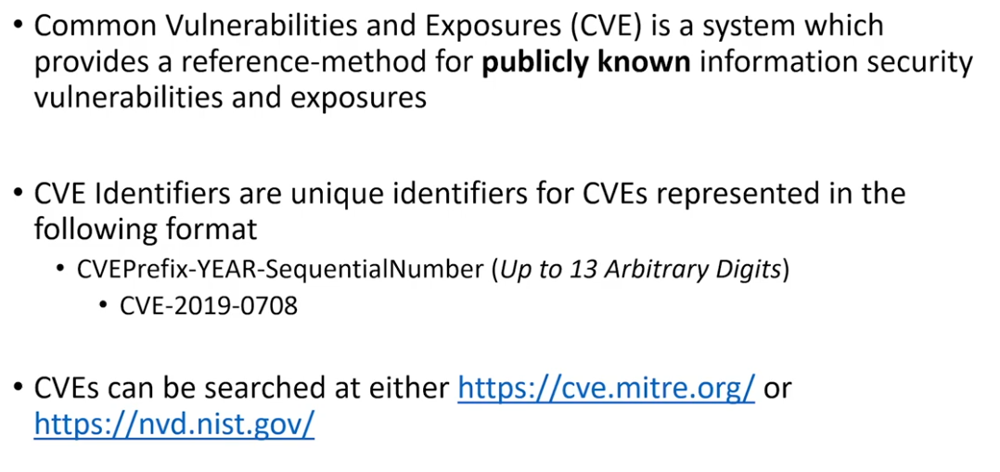 • Common Vulnerabilities and Exposures (CVE) is a system which
provides a reference-method for publicly known information security
vulnerabilities and exposures
• CVE Identifiers are unique identifiers for CVEs represented in the
following format
• CVEPrefix-YEAR-SequentialNumber (Up to 13 Arbitrary Digits)
• CVE-2019-0708
• CVEs can be searched at either https://cve.mitre.org/ or
https://nvd.nist.gov/